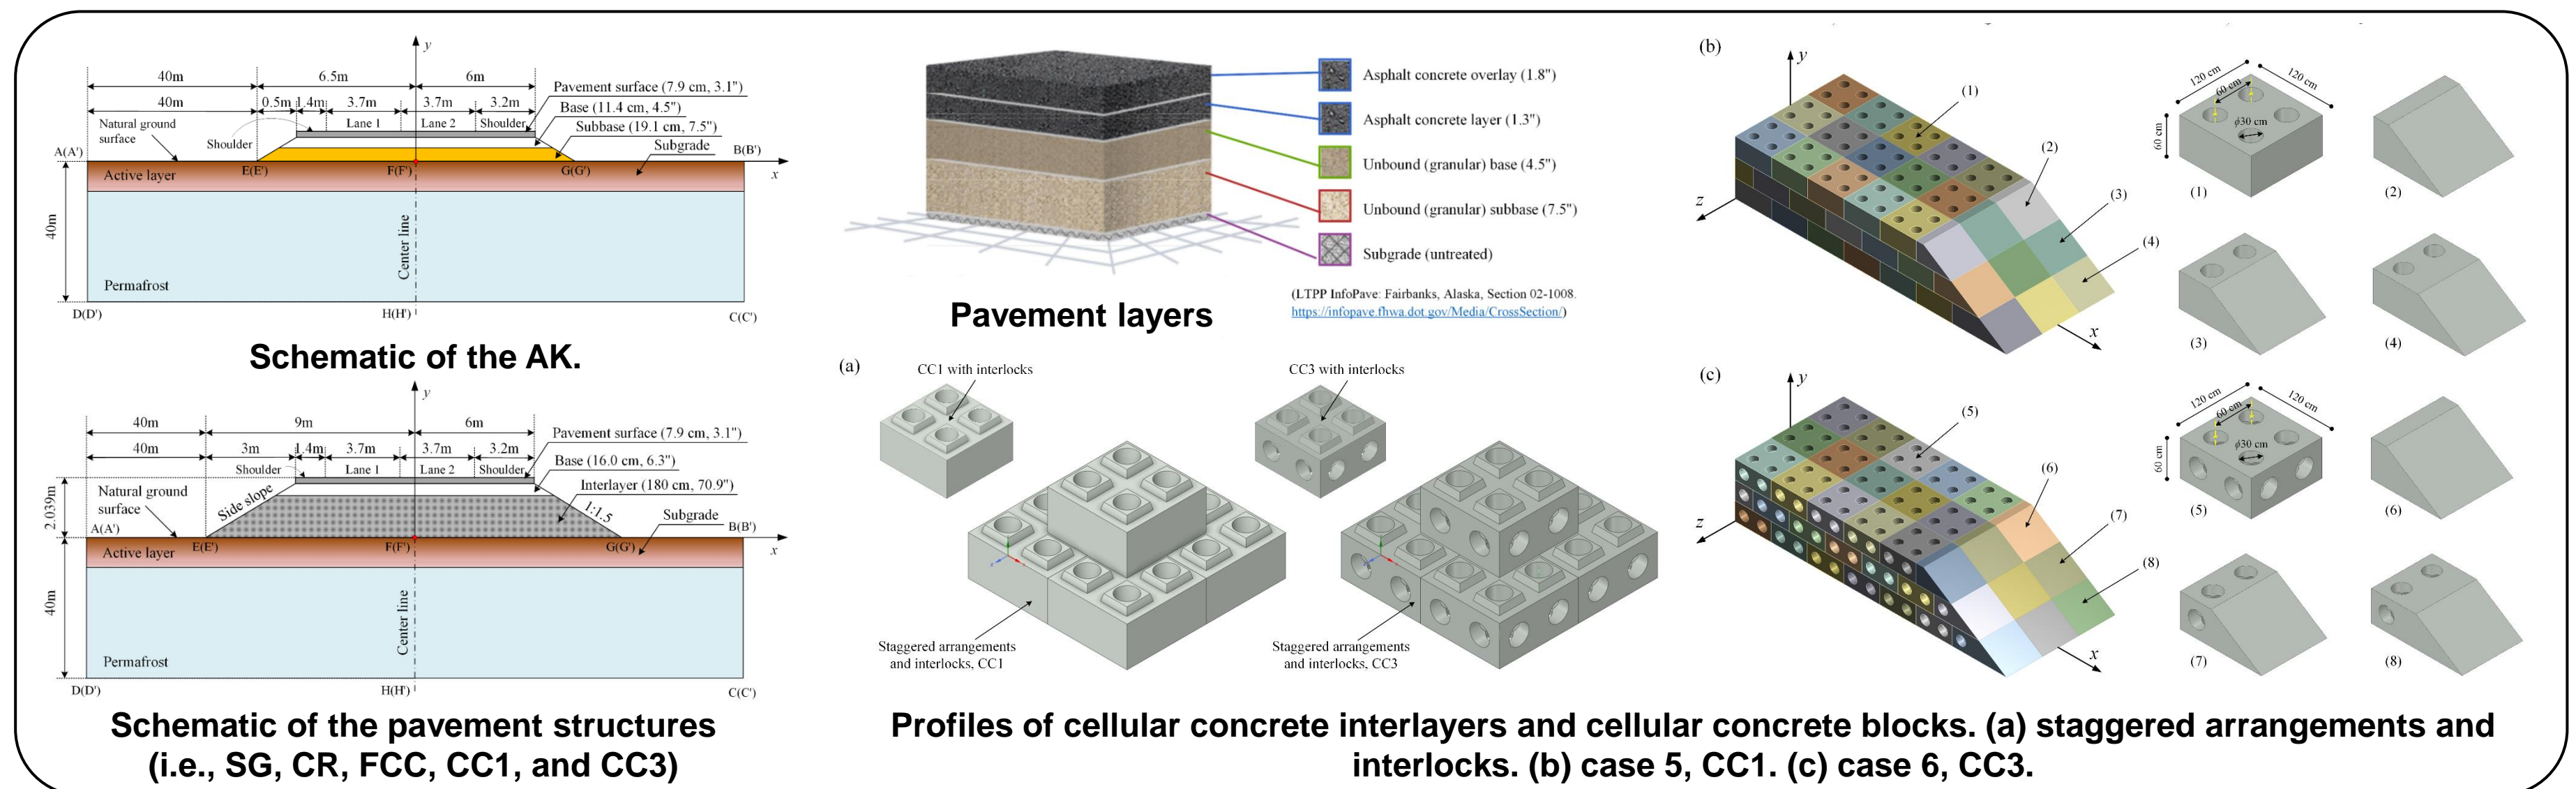 y
40m
6.5m
6m
40m
0.5m
1.4m
3.7m
3.7m
3.2m
Pavement surface (7.9 cm, 3.1")
Base (11.4 cm, 4.5")
Subbase (19.1 cm, 7.5")
Natural ground
surface
Shoulder
Lane 1
Lane 2
Shoulder
Subgrade
A(A')
B(B')
x
Active layer
E(E')
F(F')
G(G')
40m
Center line
Permafrost
D(D')
H(H')
C(C')
Schematic of the AK.
y
40m
9m
6m
40m
3m
1.4m
3.7m
3.7m
3.2m
Pavement surface (7.9 cm, 3.1")
Shoulder
Lane 1
Lane 2
Shoulder
Base (16.0 cm, 6.3")
Interlayer (180 cm, 70.9")
2.039m
Natural ground
surface
Side slope
1:1.5
Subgrade
A(A')
B(B')
x
Active layer
E(E')
F(F')
G(G')
40m
Center line
Permafrost
D(D')
H(H')
C(C')
Schematic of the pavement structures
(i.e., SG, CR, FCC, CC1, and CC3)
Asphalt concrete overlay (1.8")
Asphalt concrete layer (1.3")
Unbound (granular) base (4.5")
Unbound (granular) subbase (7.5")
Subgrade (untreated)
Pavement layers
(LTPP InfoPave: Fairbanks, Alaska, Section 02-1008.
https://infopave.fhwa.dot.gov/Media/CrossSection/)
(a)
CC1 with interlocks
CC3 with interlocks
Staggered arrangements
and interlocks, CC1
Staggered arrangements
and interlocks, CC3
(b)
y
z
x
(1)
(2)
(3)
(4)
120 cm
120 cm
60 cm
ϕ30 cm
60 cm
(1)
(2)
(3)
(4)
(c)
y
z
x
(5)
(6)
(7)
(8)
120 cm
120 cm
60 cm
ϕ30 cm
60 cm
(5)
(6)
(7)
(8)
Profiles of cellular concrete interlayers and cellular concrete blocks. (a) staggered arrangements and
interlocks. (b) case 5, CC1. (c) case 6, CC3.